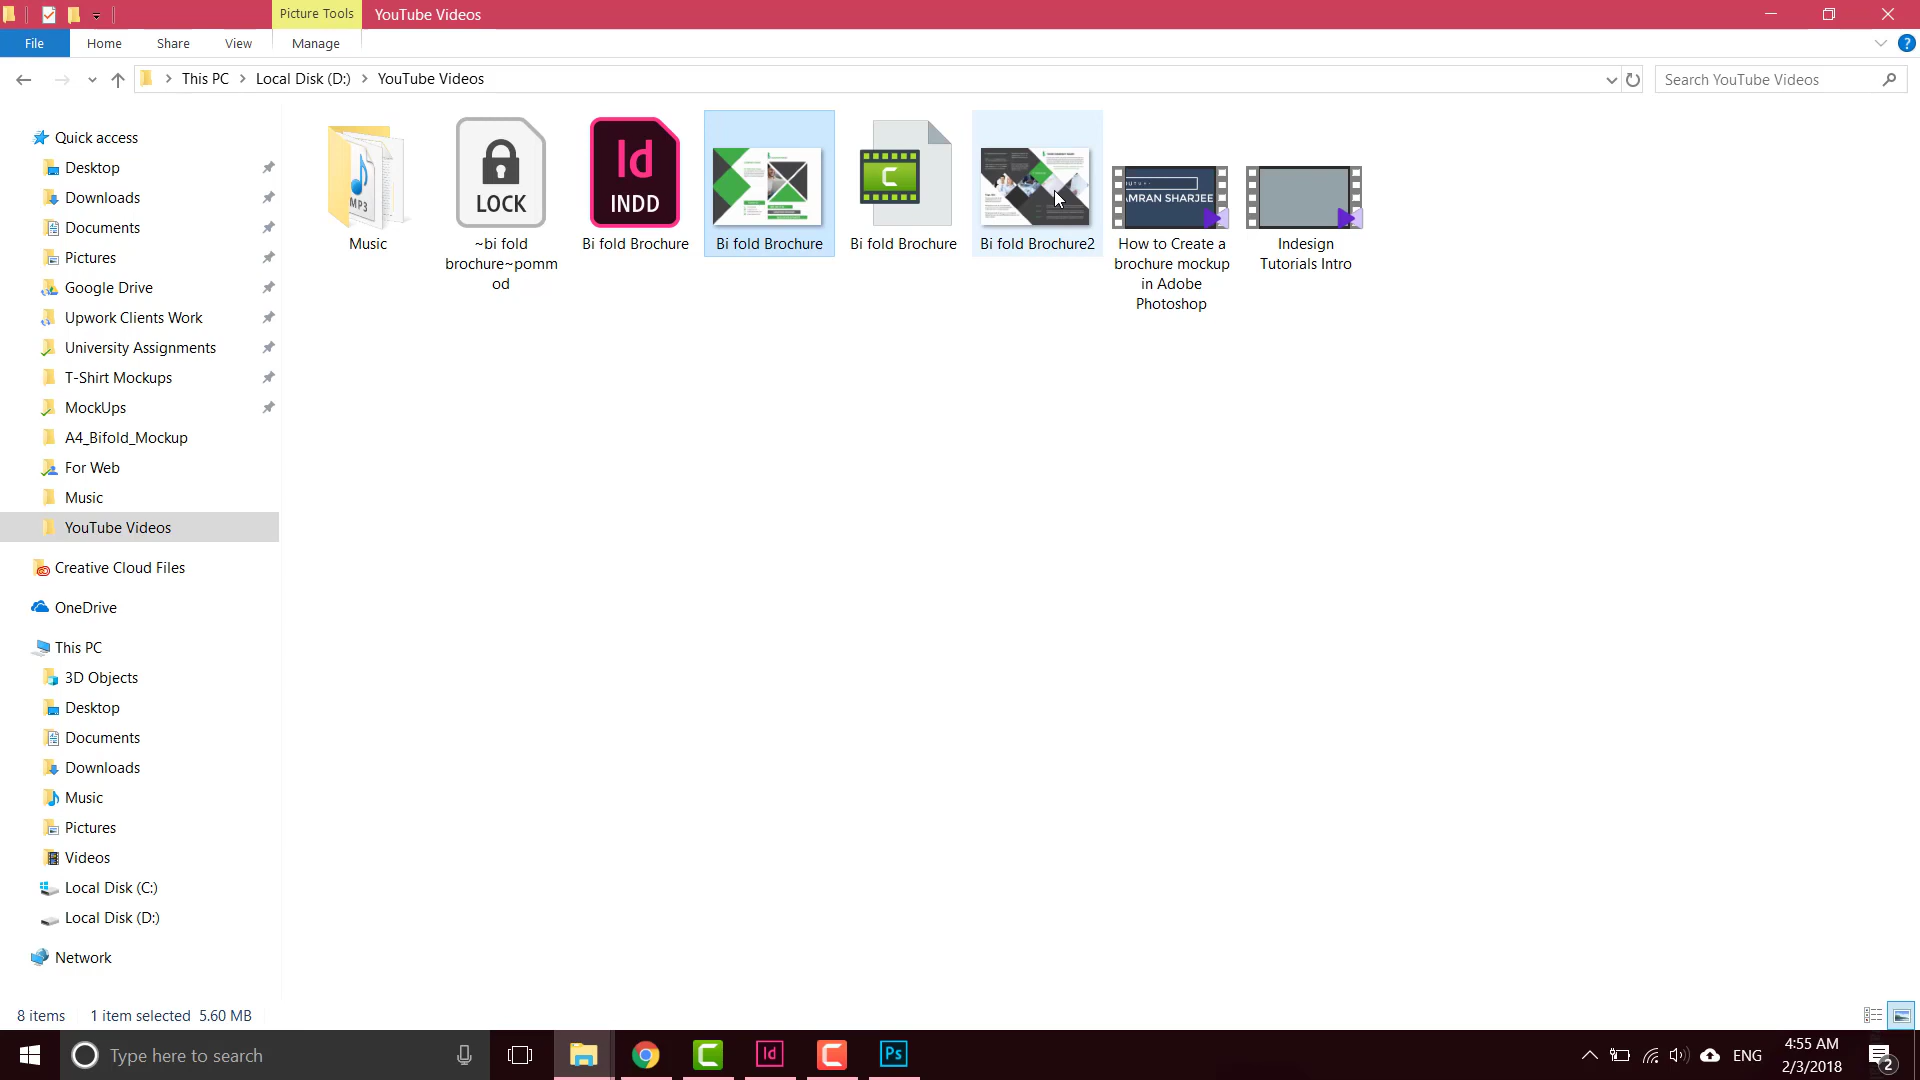 Picture Tools
YouTube Videos
File
Home
Share
View
Manage
This PC
Local Disk (D:)
YouTube Videos
Search YouTube Videos
Quick access
Desktop
Downloads
Documents
Pictures
Google Drive
Upwork Clients Work
University Assignments
T-Shirt Mockups
MockUps
A4_Bifold_Mockup
For Web
Music
YouTube Videos
Creative Cloud Files
OneDrive
This PC
3D Objects
Desktop
Documents
Downloads
Music
Pictures
Videos
Local Disk (C:)
Local Disk (D:)
Network
MP3
Music
LOCK
~bi fold
brochure~pomm
od
Id
INDD
Bi fold Brochure
Bi fold Brochure
C
Bi fold Brochure
Bi fold Brochure2
AMRAN SHARJEE
How to Create a
brochure mockup
in Adobe
Photoshop
Indesign
Tutorials Intro
8 items
1 item selected 5.60 MB
Type here to search
Id
Ps
ENG
4:55 AM
2/3/2018
2